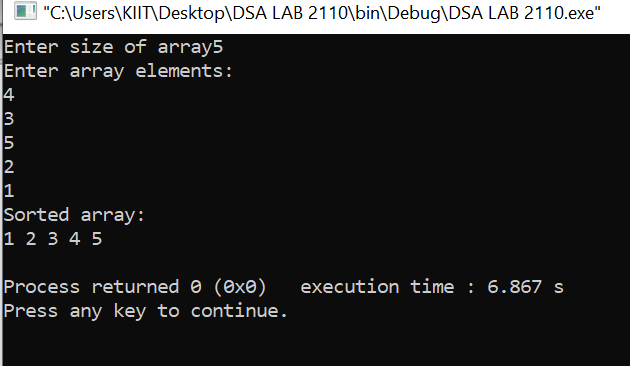 "C:\Users\KIIT\Desktop\DSA LAB 2110\bin\Debug\DSA LAB 2110.exe"
Enter size of array5
Enter array elements:
4
3
5
2
1
Sorted array:
1 2 3 4 5
Process returned 0 (0x0)   execution time : 6.867 s
Press any key to continue.